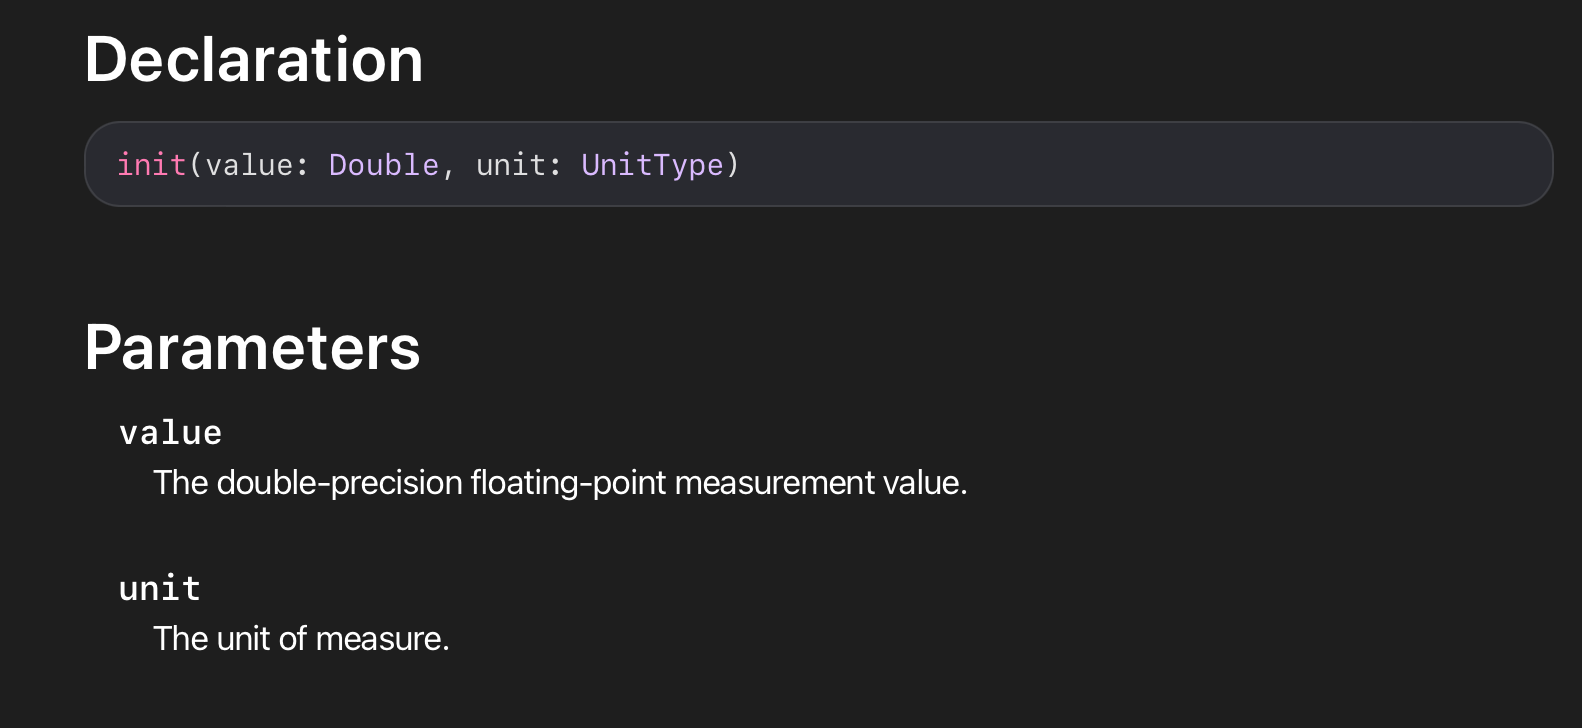 Declaration
init(value: Double, unit: UnitType)
Parameters
value
The double-precision floating-point measurement value.
unit
The unit of measure.